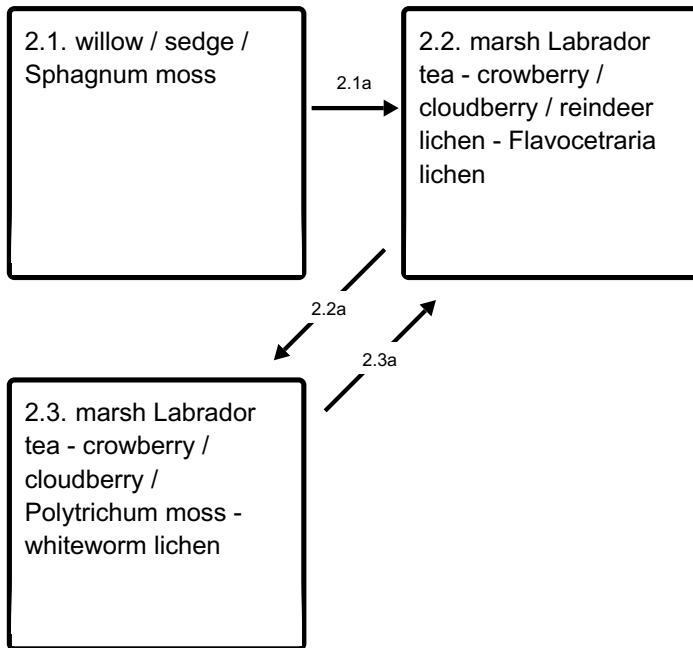 2.1. willow / sedge /
Sphagnum moss
2.1a
2.2. marsh Labrador
tea - crowberry /
cloudberry / reindeer
lichen - Flavocetraria
lichen
2.2a
2.3a
2.3. marsh Labrador
tea - crowberry /
cloudberry /
Polytrichum moss -
whiteworm lichen